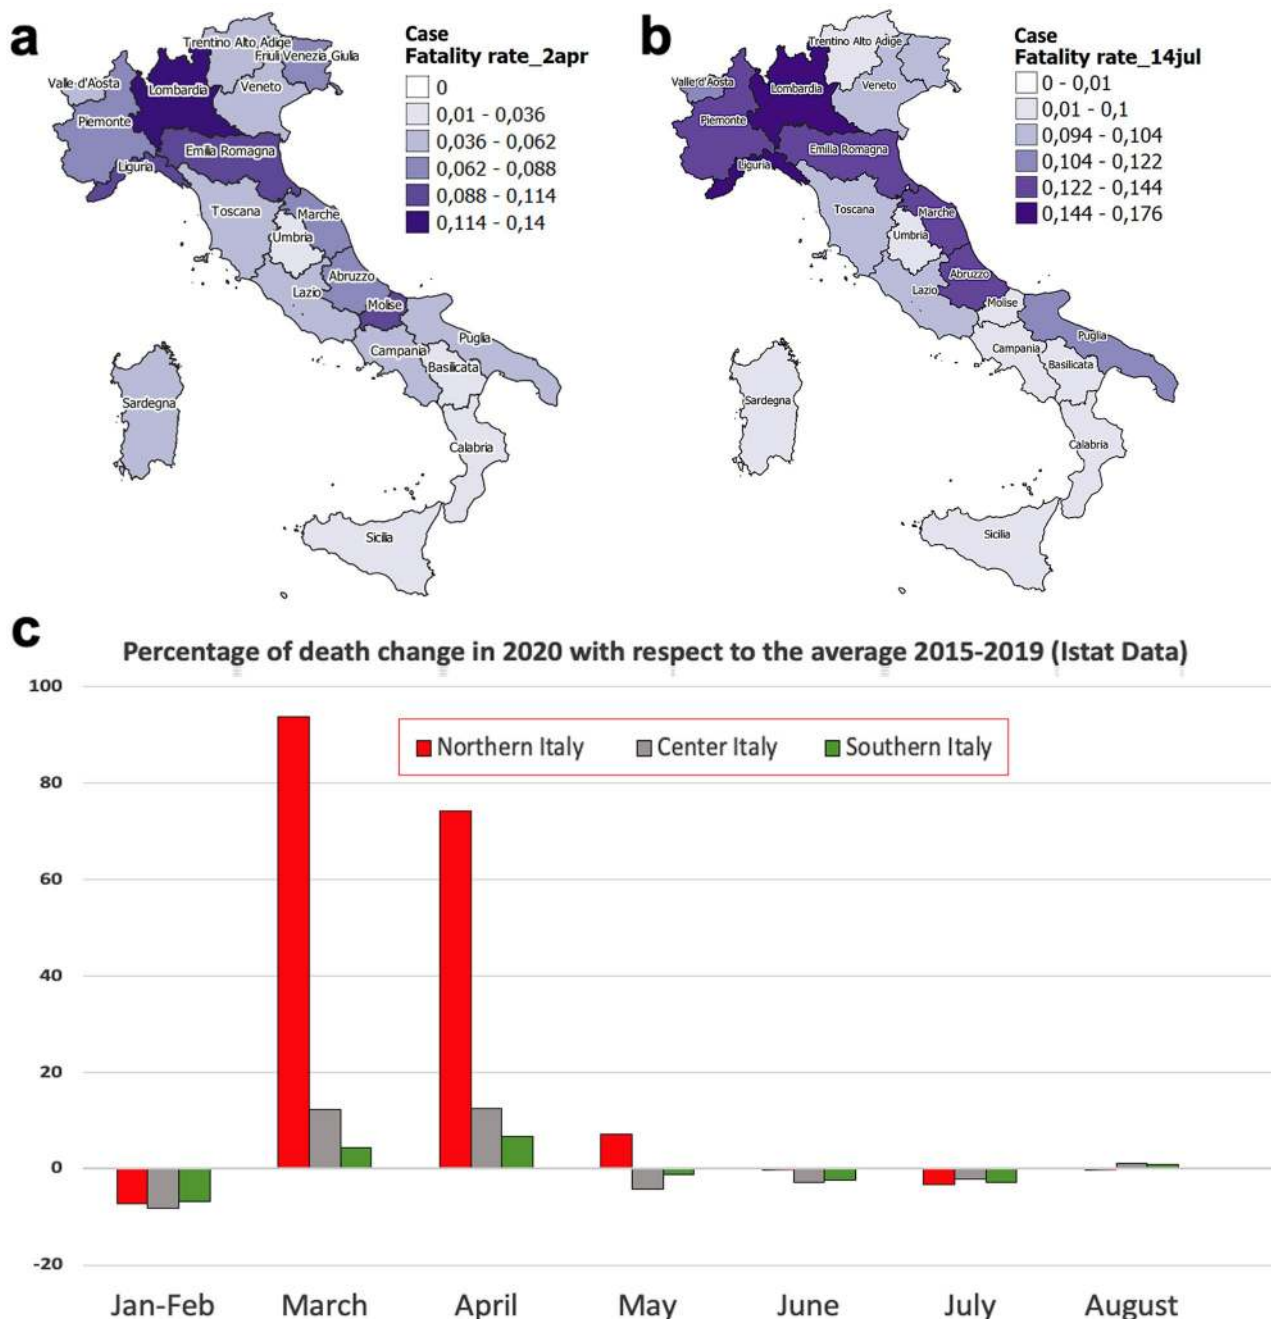 a
Case
Fatality rate_2apr
0
0,01 - 0,036
0,036 - 0,062
0,062 - 0,088
0,088 - 0,114
0,114 - 0,14
Trentino Alto Adige
Friuli Venezia Giulia
Valle d'Aosta
Lombardia
Veneto
Piemonte
Emilia Romagna
Liguria
Toscana
Marche
Umbria
Abruzzo
Lazio
Molise
Puglia
Campania
Basilicata
Sardegna
Calabria
Sicilia
b
Case
Fatality rate_14jul
0 - 0,01
0,01 - 0,1
0,094 - 0,104
0,104 - 0,122
0,122 - 0,144
0,144 - 0,176
Trentino Alto Adige
Valle d'Aosta
Lombardia
Veneto
Piemonte
Emilia Romagna
Liguria
Toscana
Marche
Umbria
Abruzzo
Lazio
Molise
Puglia
Campania
Basilicata
Sardegna
Calabria
Sicilia
c
Percentage of death change in 2020 with respect to the average 2015-2019 (Istat Data)
Northern Italy
Center Italy
Southern Italy
100
80
60
40
20
0
-20
Jan-Feb
March
April
May
June
July
August